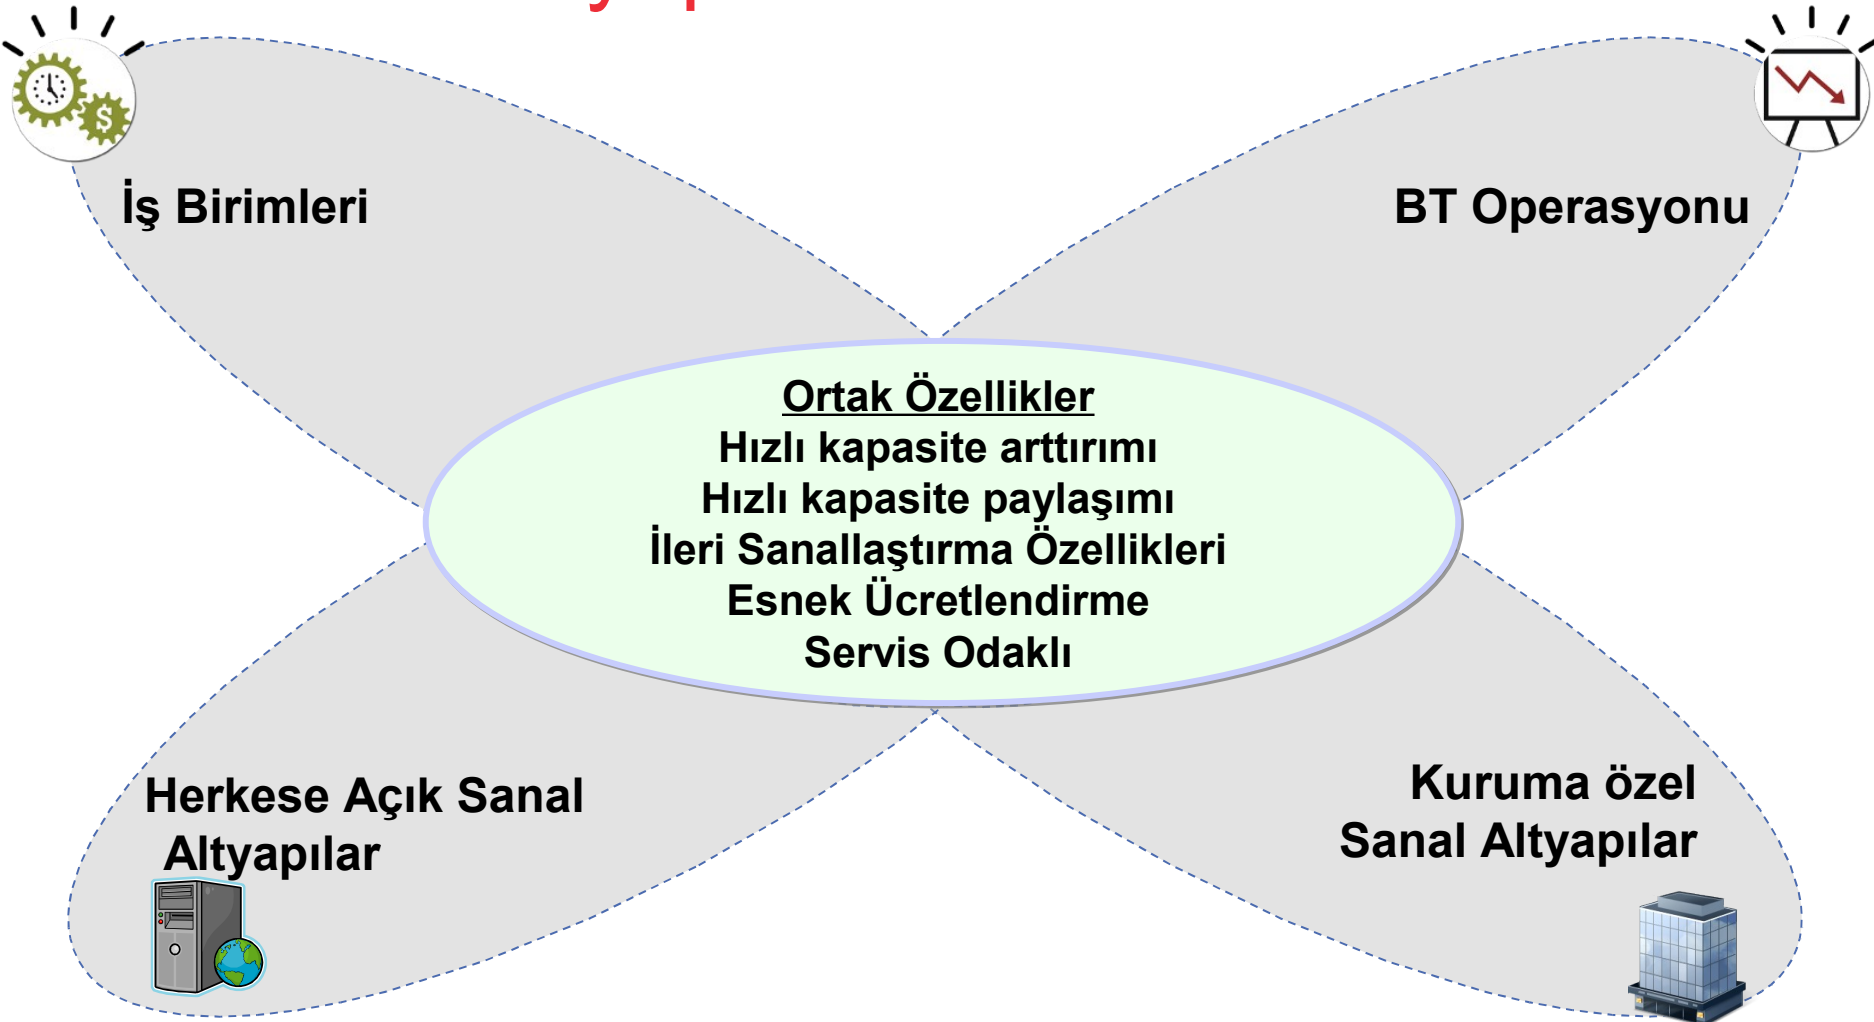 İş Birimleri
BT Operasyonu
Ortak Özellikler
Hızlı kapasite arttırımı
Hızlı kapasite paylaşımı
İleri Sanallaştırma Özellikleri
Esnek Ücretlendirme
Servis Odaklı
Herkese Açık Sanal
Altyapılar
Kuruma özel
Sanal Altyapılar
$